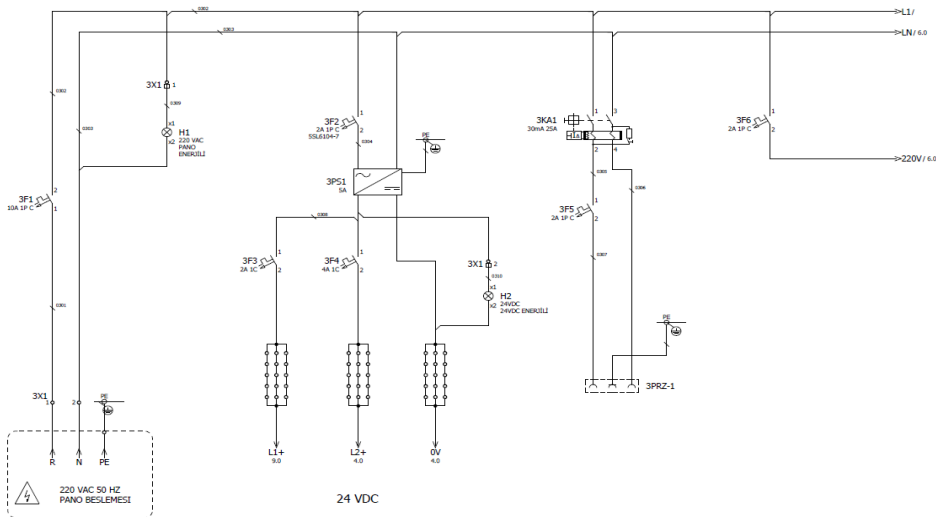 0302
L1/
0303
LN/ 6.0
3X1
1
0302
0309
0303
x1
x2
H1
220 VAC
PANO
ENERJİLİ
3F2
2A 1P C
5SL6104-7
1
2
0304
PE
3KA1
30mA 25A
1
3
2
4
3F6
2A 1P C
1
2
220V/ 6.0
3PS1
5A
0305
0306
3F1
10A 1P C
2
1
3F5
2A 1P C
1
2
0308
3F3
2A 1C
1
2
3F4
4A 1C
1
2
3X1
2
0310
0307
x1
x2
H2
24VDC
24VDC ENERJİLİ
0301
PE
3PRZ-1
3X1
1
2
PE
R
N
PE
L1+
9.0
L2+
4.0
0V
4.0
220 VAC 50 HZ
PANO BESLEMESİ
24 VDC